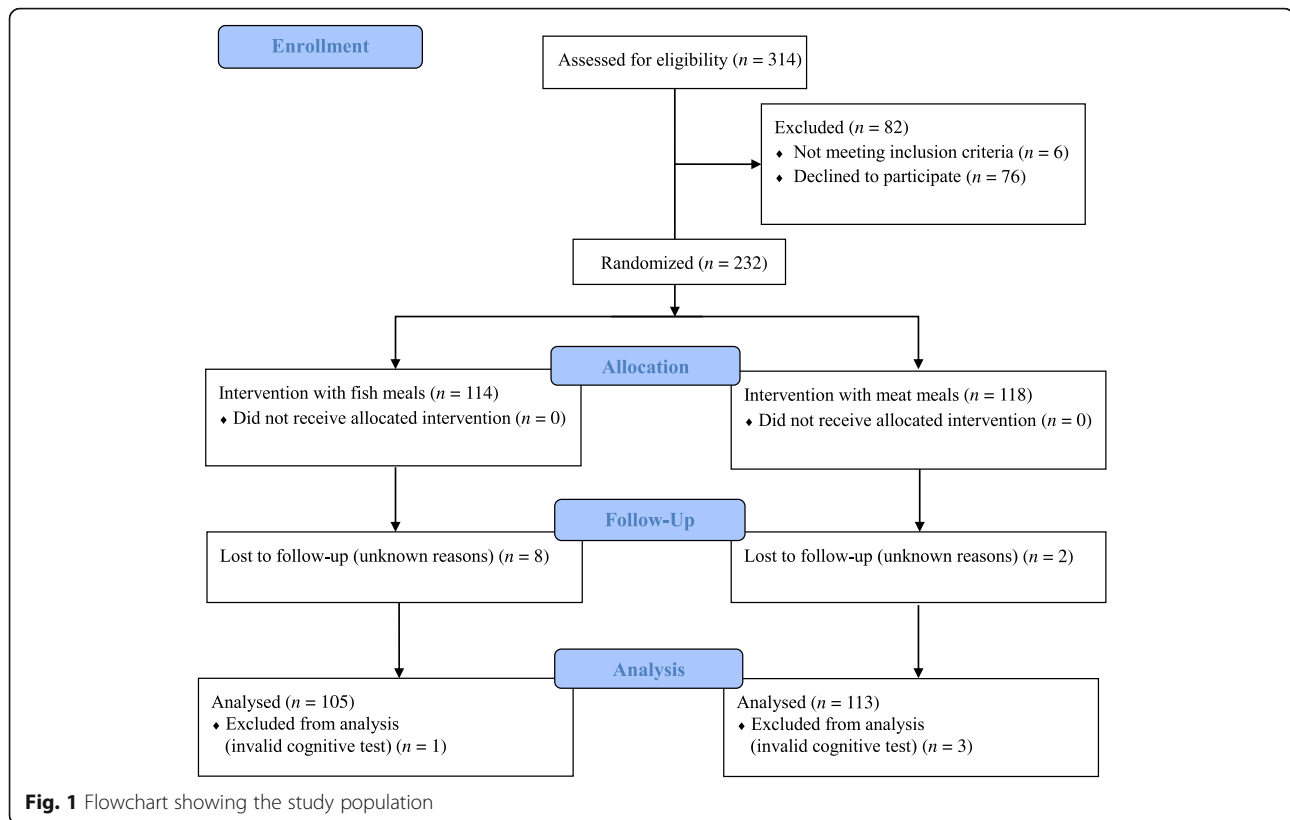 Enrollment
Assessed for eligibility (n = 314)
Excluded (n = 82)
♦ Not meeting inclusion criteria (n = 6)
♦ Declined to participate (n = 76)
Randomized (n = 232)
Allocation
Intervention with fish meals (n = 114)
♦ Did not receive allocated intervention (n = 0)
Intervention with meat meals (n = 118)
♦ Did not receive allocated intervention (n = 0)
Follow-Up
Lost to follow-up (unknown reasons) (n = 8)
Lost to follow-up (unknown reasons) (n = 2)
Analysis
Analysed (n = 105)
♦ Excluded from analysis
(invalid cognitive test) (n = 1)
Analysed (n = 113)
♦ Excluded from analysis
(invalid cognitive test) (n = 3)
Fig. 1 Flowchart showing the study population